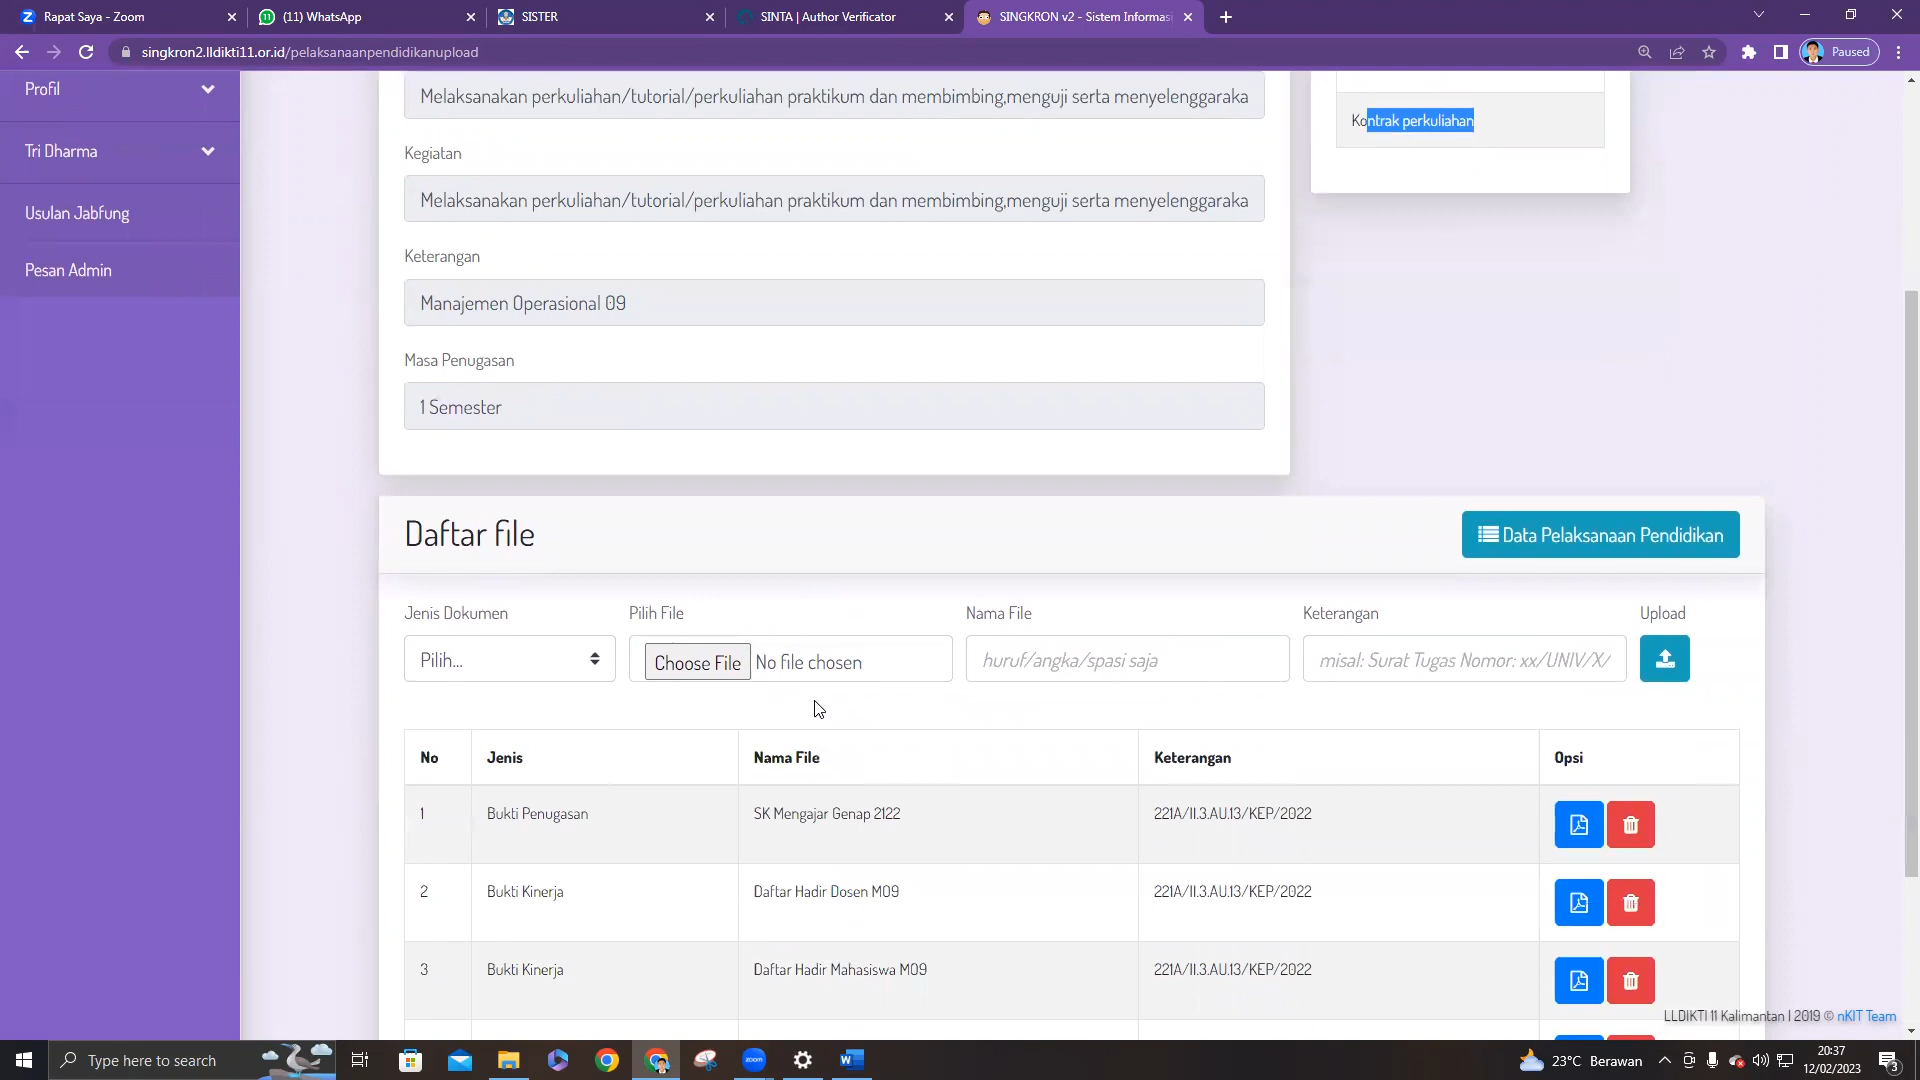 Rapat Saya - Zoom
(11) WhatsApp
SISTER
SINTA | Author Verificator
SINGKRON v2 - Sistem Informasi
singkron2.lldikti11.or.id/pelaksanaanpendidikanupload
Paused
Profil
Tri Dharma
Usulan Jabfung
Pesan Admin
Melaksanakan perkuliahan/tutorial/perkuliahan praktikum dan membimbing,menguji serta menyelenggaraka
Kontrak perkuliahan
Kegiatan
Melaksanakan perkuliahan/tutorial/perkuliahan praktikum dan membimbing,menguji serta menyelenggaraka
Keterangan
Manajemen Operasional 09
Masa Penugasan
1 Semester
Daftar file
Data Pelaksanaan Pendidikan
Jenis Dokumen Pilih File Nama File Keterangan Upload
Pilih... Choose File No file chosen huruf/angka/spasi saja misal: Surat Tugas Nomor: xx/UNIV/X/
No Jenis Nama File Keterangan Opsi
1 Bukti Penugasan SK Mengajar Genap 2122 221A/II.3.AU.13/KEP/2022
2 Bukti Kinerja Daftar Hadir Dosen M09 221A/II.3.AU.13/KEP/2022
3 Bukti Kinerja Daftar Hadir Mahasiswa M09 221A/II.3.AU.13/KEP/2022
LLDIKTI 11 Kalimantan | 2019 © nKIT Team
Type here to search
zoom
23°C Berawan
20:37
12/02/2023
3